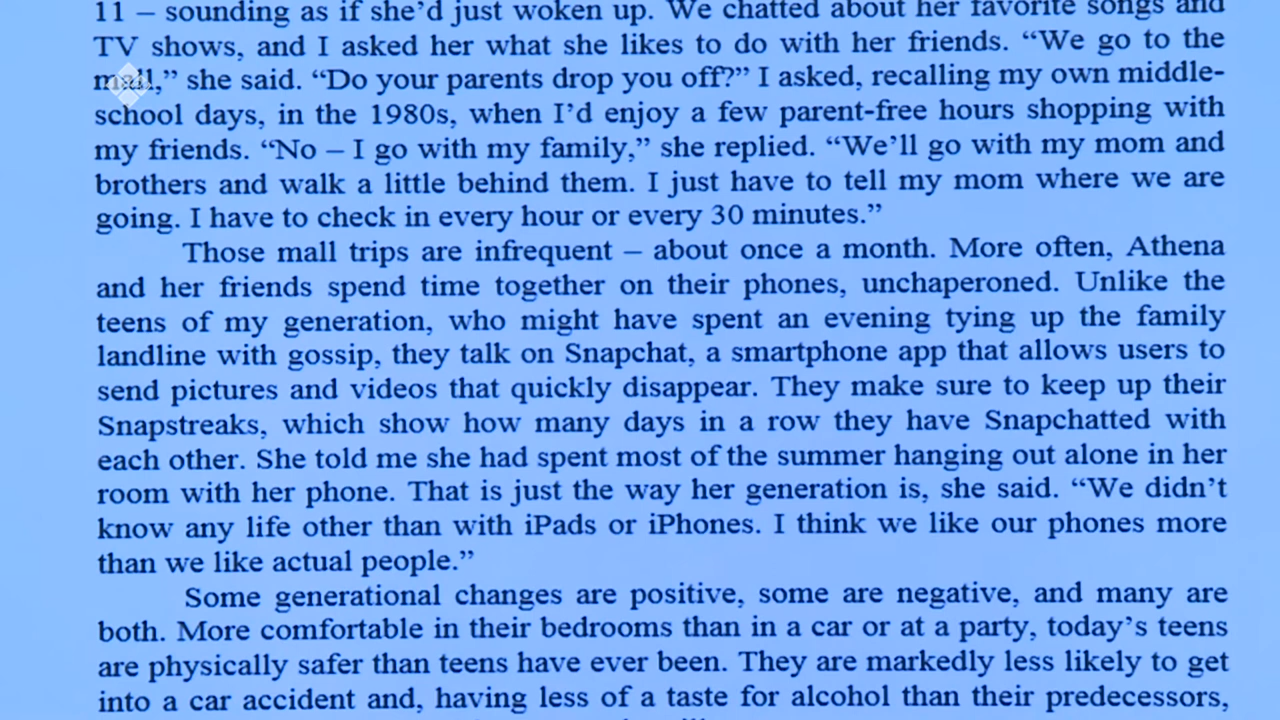 11 – sounding as if she’d just woken up. We chatted about her favorite songs and
TV shows, and I asked her what she likes to do with her friends. “We go to the
mall,” she said. “Do your parents drop you off?” I asked, recalling my own middle-
school days, in the 1980s, when I’d enjoy a few parent-free hours shopping with
my friends. “No – I go with my family,” she replied. “We’ll go with my mom and
brothers and walk a little behind them. I just have to tell my mom where we are
going. I have to check in every hour or every 30 minutes.”
Those mall trips are infrequent – about once a month. More often, Athena
and her friends spend time together on their phones, unchaperoned. Unlike the
teens of my generation, who might have spent an evening tying up the family
landline with gossip, they talk on Snapchat, a smartphone app that allows users to
send pictures and videos that quickly disappear. They make sure to keep up their
Snapstreaks, which show how many days in a row they have Snapchatted with
each other. She told me she had spent most of the summer hanging out alone in her
room with her phone. That is just the way her generation is, she said. “We didn’t
know any life other than with iPads or iPhones. I think we like our phones more
than we like actual people.”
Some generational changes are positive, some are negative, and many are
both. More comfortable in their bedrooms than in a car or at a party, today’s teens
are physically safer than teens have ever been. They are markedly less likely to get
into a car accident and, having less of a taste for alcohol than their predecessors,